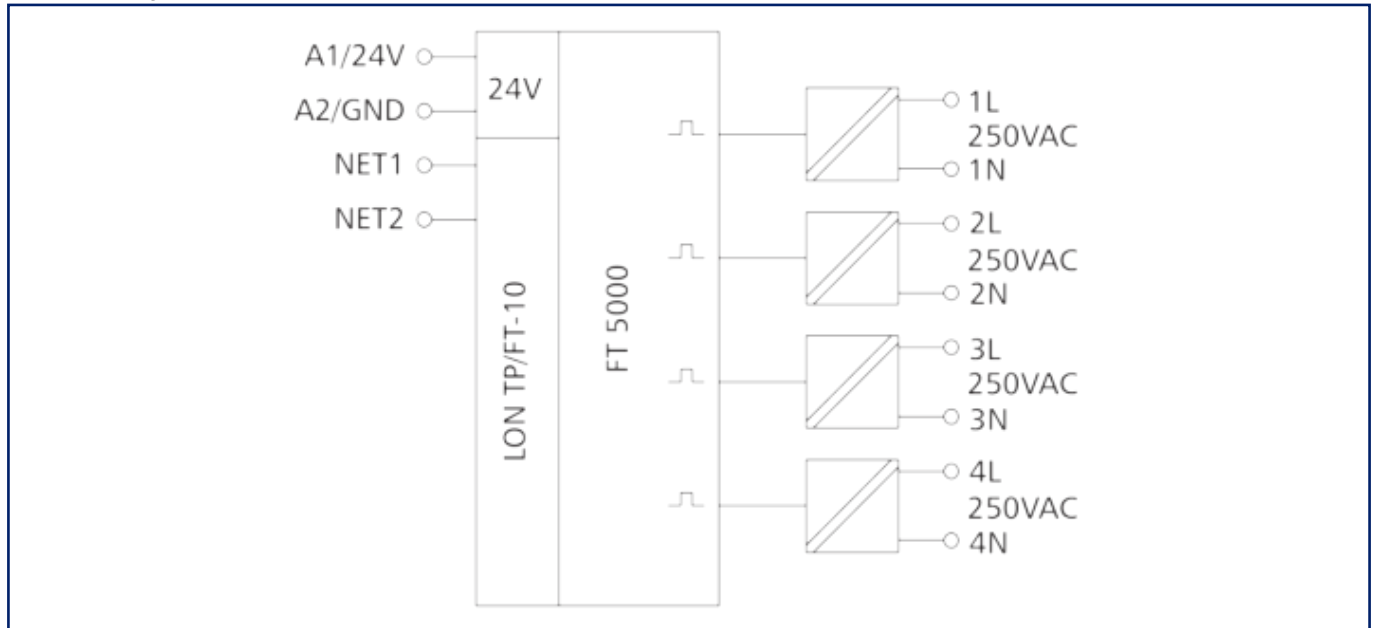 A1/24V
A2/GND
NET1
NET2
24V
LON TP/FT-10
FT 5000
1L
250VAC
1N
2L
250VAC
2N
3L
250VAC
3N
4L
250VAC
4N